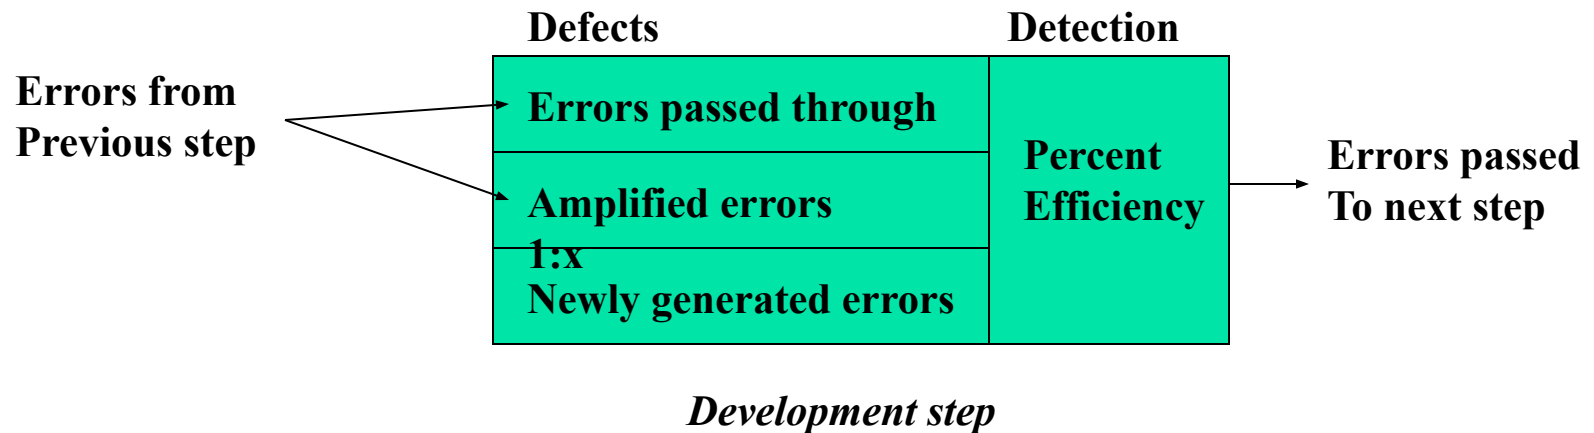 Defects
Detection
Errors from
Previous step
Errors passed through
Amplified errors
1:x
Newly generated errors
Percent
Efficiency
Errors passed
To next step
Development step